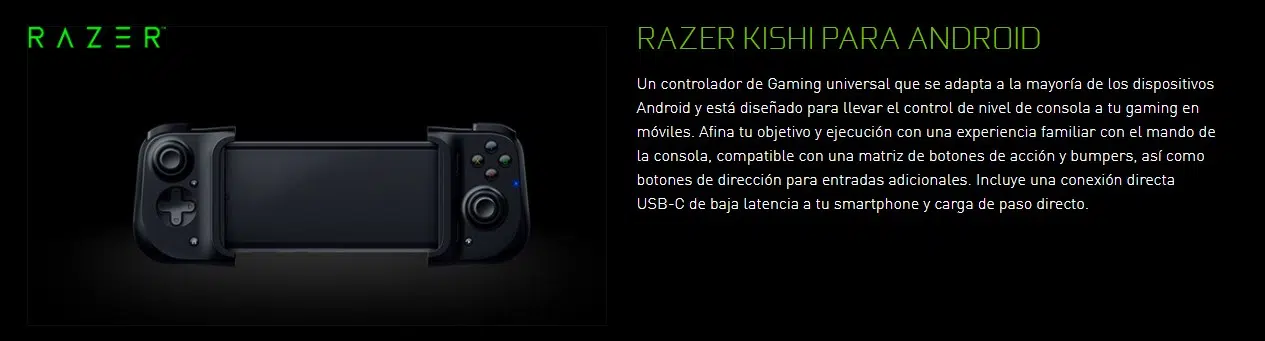 RAZER™
RAZER KISHI PARA ANDROID
Un controlador de Gaming universal que se adapta a la mayoría de los dispositivos
Android y está diseñado para llevar el control de nivel de consola a tu gaming en
móviles. Afina tu objetivo y ejecución con una experiencia familiar con el mando de
la consola, compatible con una matriz de botones de acción y bumpers, así como
botones de dirección para entradas adicionales. Incluye una conexión directa
USB-C de baja latencia a tu smartphone y carga de paso directo.